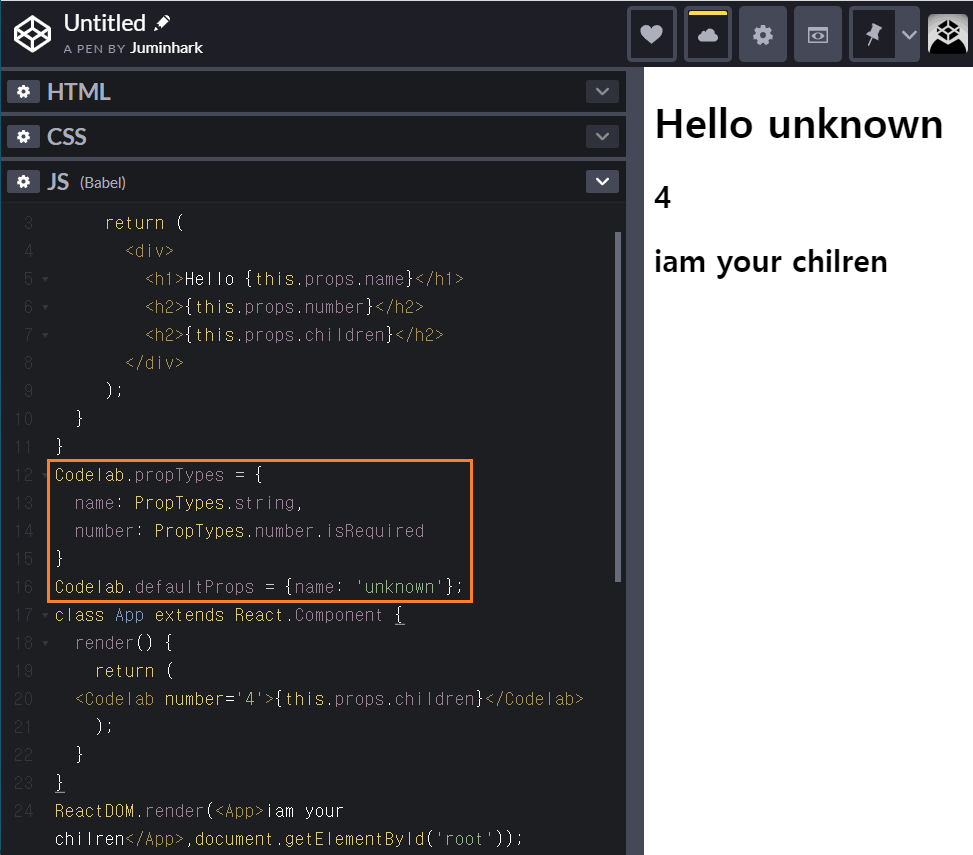 Untitled
A PEN BY Juminhark
HTML
CSS
JS (Babel)
3 return (
4 <div>
5 <h1>Hello {this.props.name}</h1>
6 <h2>{this.props.number}</h2>
7 <h2>{this.props.children}</h2>
8 </div>
9 );
10 }
11 }
12 Codelab.propTypes = {
13 name: PropTypes.string,
14 number: PropTypes.number.isRequired
15 }
16 Codelab.defaultProps = {name: 'unknown'};
17 class App extends React.Component {
18 render() {
19 return (
20 <Codelab number='4'>{this.props.children}</Codelab>
21 );
22 }
23 }
24 ReactDOM.render(<App>iam your
chilren</App>,document.getElementById('root'));
Hello unknown
4
iam your chilren